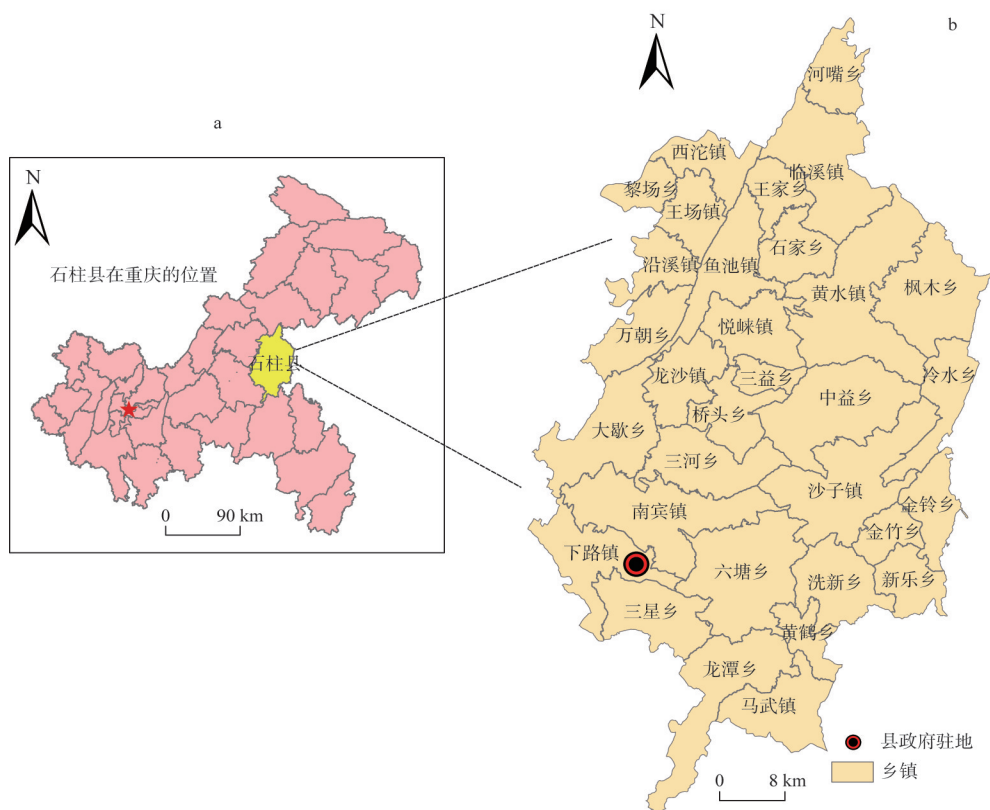 a
N
石柱县在重庆的位置
石柱县
0 90 km
b
N
河嘴乡
西沱镇
临溪镇
黎场乡
王家乡
王场镇
石家乡
沿溪镇
鱼池镇
黄水镇
枫木乡
万朝乡
悦崃镇
龙沙镇
三益乡
冷水乡
中益乡
桥头乡
大歇乡
三河乡
沙子镇
南宾镇
金铃乡
金竹乡
下路镇
六塘乡
洗新乡
新乐乡
三星乡
黄鹤乡
龙潭乡
马武镇
县政府驻地
乡镇
0 8 km